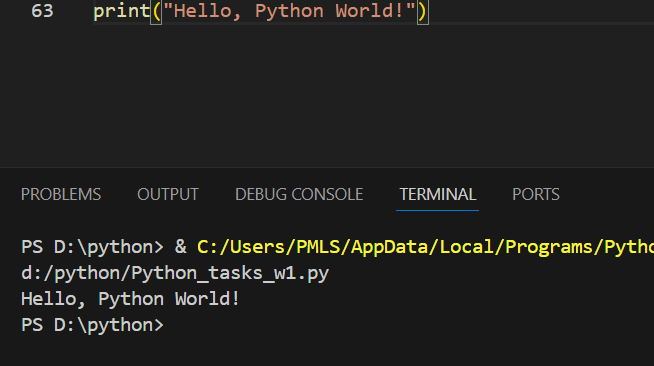 63 print("Hello, Python World!")
PROBLEMS OUTPUT DEBUG CONSOLE TERMINAL PORTS
PS D:\python> & C:/Users/PMLS/AppData/Local/Programs/Pytho
d:/python/Python_tasks_w1.py
Hello, Python World!
PS D:\python>